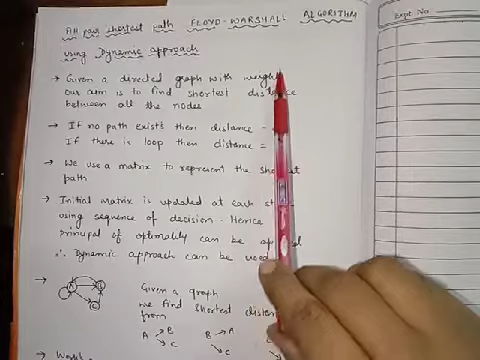 All pair shortest path FLOYD-WARSHALL ALGORITHM
using Dynamic approach
Expt. No.
→ Given a directed graph with weight
our aim is to find shortest distance
between all the nodes
→ If no path exists then distance =
If there is loop then distance =
→ We use a matrix to represent the shortest
path
→ Initial matrix is updated at each
using sequence of decision. Hence
principal of optimality can be
∴ Dynamic approach can be used
→ A B Given a graph
C we find shortest
from
A → B B → A
→ C → C